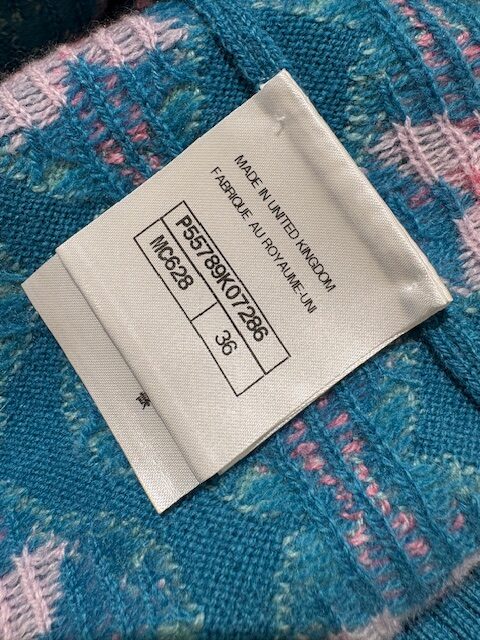 MADE IN UNITED KINGDOM
FABRIQUE AU ROYAUME-UNI
P55789K07286
MC628 36